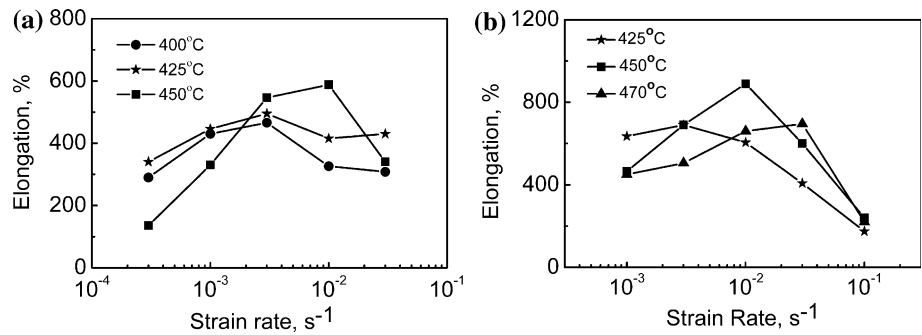 (a)
800
600
400
200
0
Elongation, %
400°C
425°C
450°C
10⁻⁴
10⁻³
10⁻²
10⁻¹
Strain rate, s⁻¹
(b)
1200
800
400
0
Elongation, %
425°C
450°C
470°C
10⁻³
10⁻²
10⁻¹
Strain Rate, s⁻¹